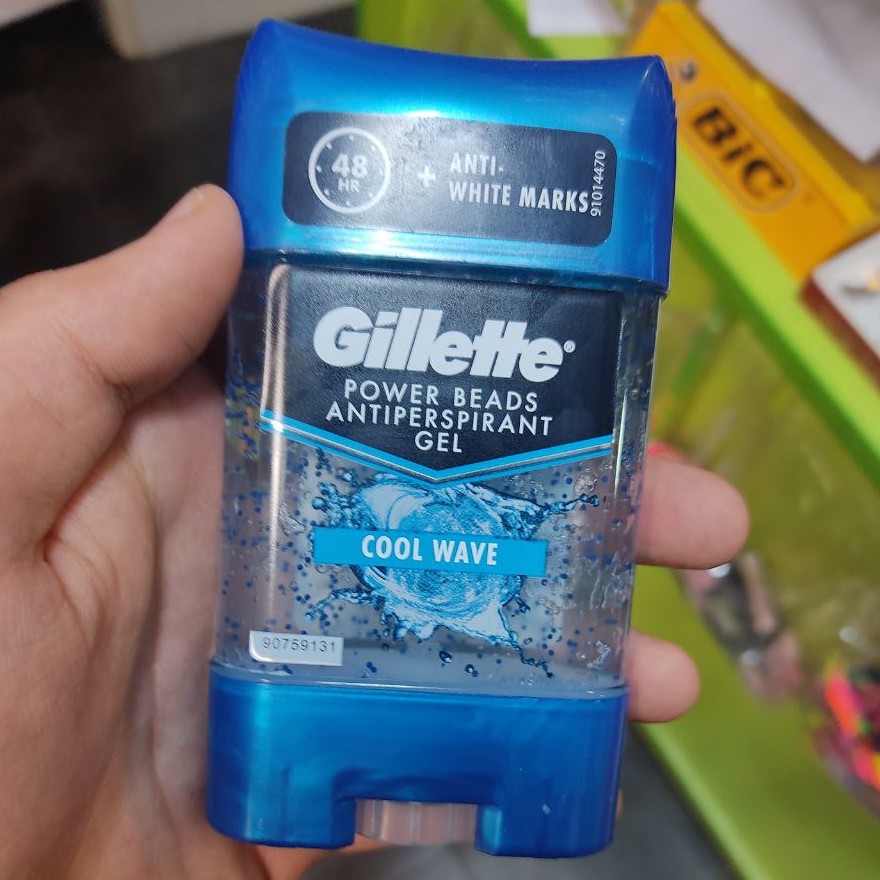 48
HR
+
ANTI-
WHITE MARKS
91014470
Gillette®
POWER BEADS
ANTIPERSPIRANT
GEL
COOL WAVE
90759131
BIC